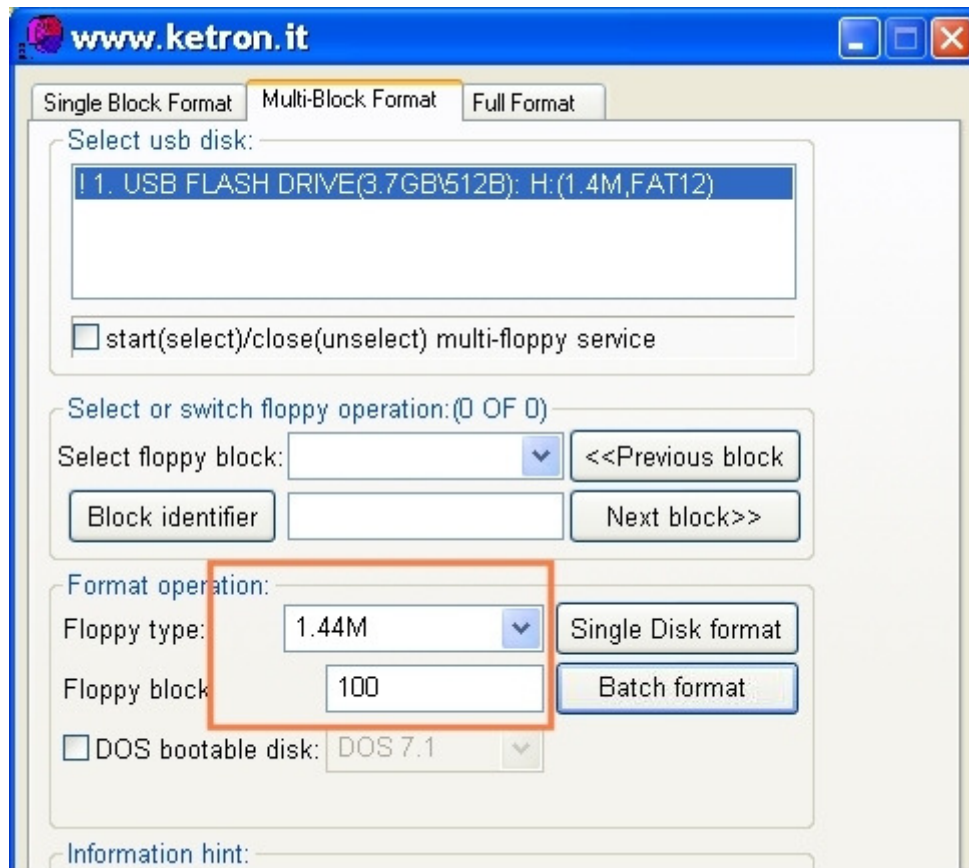 www.ketron.it
Single Block Format Multi-Block Format Full Format
Select usb disk:
! 1. USB FLASH DRIVE(3.7GB\512B): H:(1.4M,FAT12)
start(select)/close(unselect) multi-floppy service
Select or switch floppy operation:(0 OF 0)
Select floppy block: <<Previous block
Block identifier Next block>>
Format operation:
Floppy type: 1.44M Single Disk format
Floppy block 100 Batch format
DOS bootable disk: DOS 7.1
Information hint: